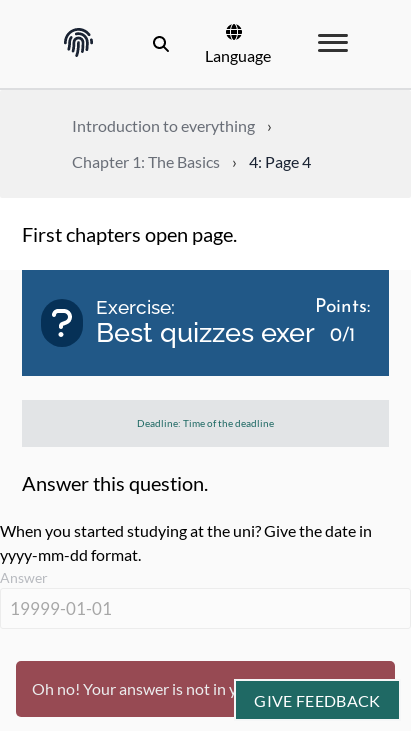 Language
Introduction to everything ›
Chapter 1: The Basics › 4: Page 4
First chapters open page.
?
Exercise:
Best quizzes exer
Points:
0/1
Deadline: Time of the deadline
Answer this question.
When you started studying at the uni? Give the date in
yyyy-mm-dd format.
Answer
19999-01-01
Oh no! Your answer is not in
GIVE FEEDBACK